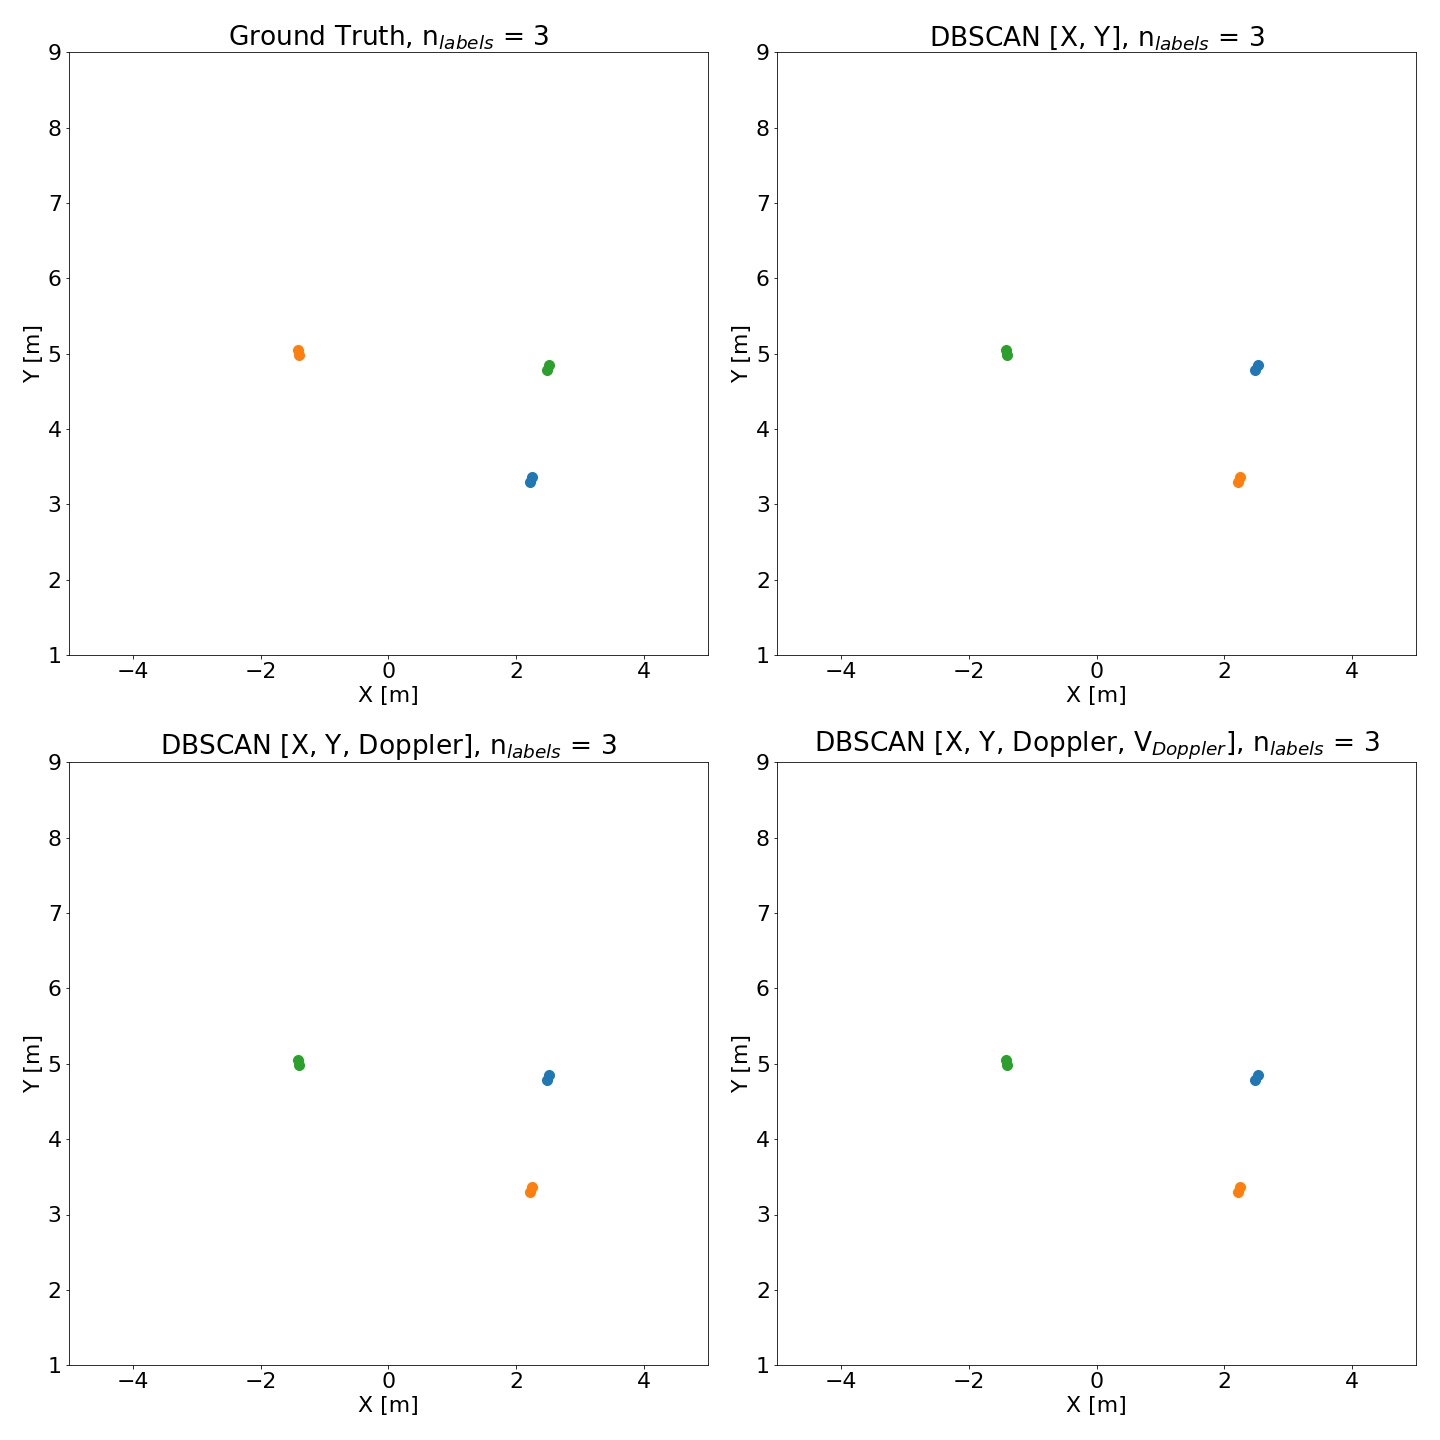 Ground Truth, n_labels = 3
9
8
7
6
5
4
3
2
1
Y [m]
−4 −2 0 2 4
X [m]
DBSCAN [X, Y], n_labels = 3
9
8
7
6
5
4
3
2
1
Y [m]
−4 −2 0 2 4
X [m]
DBSCAN [X, Y, Doppler], n_labels = 3
9
8
7
6
5
4
3
2
1
Y [m]
−4 −2 0 2 4
X [m]
DBSCAN [X, Y, Doppler, V_Doppler], n_labels = 3
9
8
7
6
5
4
3
2
1
Y [m]
−4 −2 0 2 4
X [m]